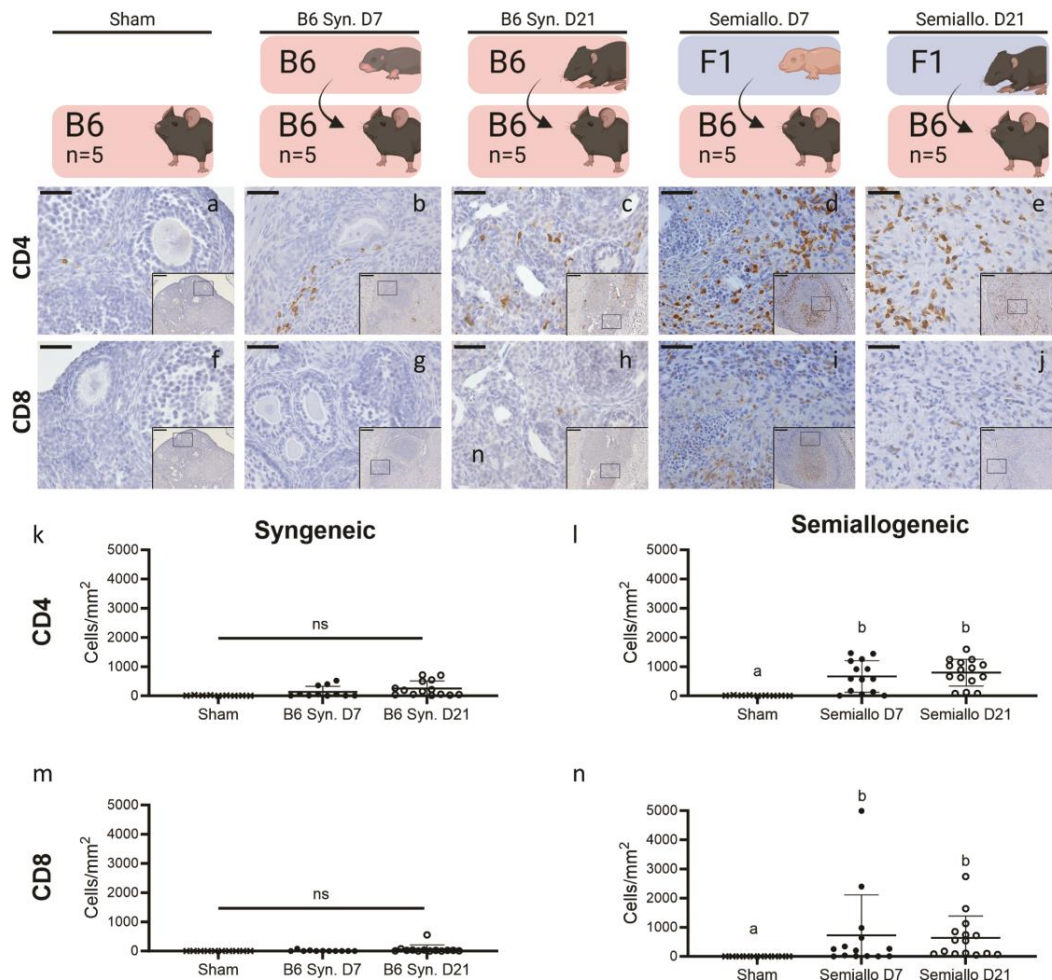 Sham B6 Syn. D7 B6 Syn. D21 Semiallo. D7 Semiallo. D21
B6 B6 F1 F1
B6 B6 B6 B6 B6
n=5 n=5 n=5 n=5 n=5
CD4 a b c d e
CD8 f g h i j
n
k Syngeneic l Semiallogeneic
CD4
Cells/mm²
5000
4000
3000
2000
1000
0
ns
Sham B6 Syn. D7 B6 Syn. D21
Cells/mm²
5000
4000
3000
2000
1000
0
a b b
Sham Semiallo D7 Semiallo D21
m n
CD8
Cells/mm²
5000
4000
3000
2000
1000
0
ns
Sham B6 Syn. D7 B6 Syn. D21
Cells/mm²
5000
4000
3000
2000
1000
0
a b b
Sham Semiallo D7 Semiallo D21